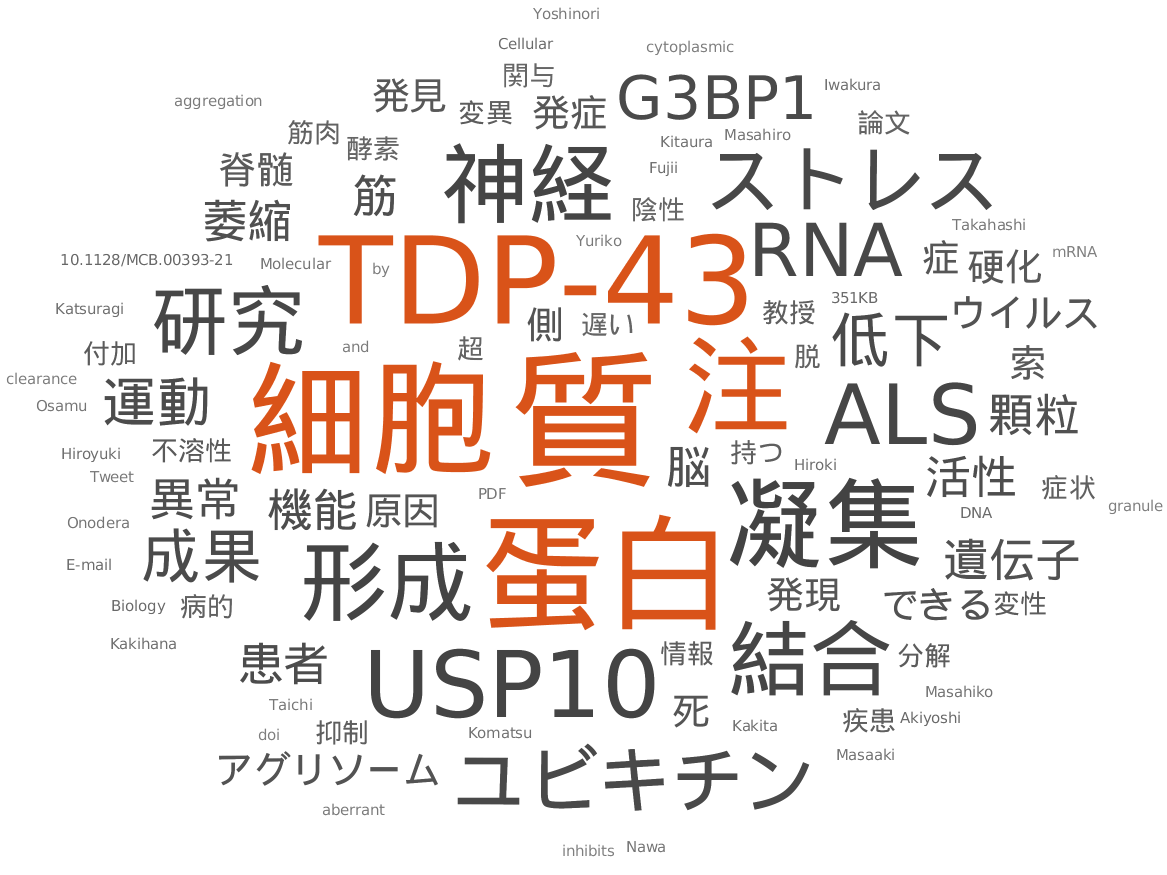 Yoshinori
Cellular
cytoplasmic
関与
発見
G3BP1
Iwakura
aggregation
変異
発症
論文
筋肉
酵素
Kitaura
Masahiro
脊髄
筋
神経
Fujii
ストレス
萎縮
陰性
Takahashi
10.1128/MCB.00393-21
Molecular
by
TDP-43
Yuriko
RNA
症
硬化
mRNA
Katsuragi
研究
側
遅い
教授
351KB
ウイルス
付加
and
超
脱
低下
索
clearance
運動
細胞
質
注
ALS
顆粒
Osamu
Hiroyuki
不溶性
脳
持つ
Hiroki
活性
Tweet
異常
機能
原因
PDF
症状
granule
Onodera
凝集
DNA
E-mail
成果
形成
蛋白
遺伝子
Biology
病的
発現
できる
変性
Kakihana
患者
USP10
情報
結合
分解
Taichi
死
Masahiko
doi
抑制
Komatsu
Kakita
疾患
Akiyoshi
アグリソーム
ユビキチン
Masaaki
aberrant
inhibits
Nawa